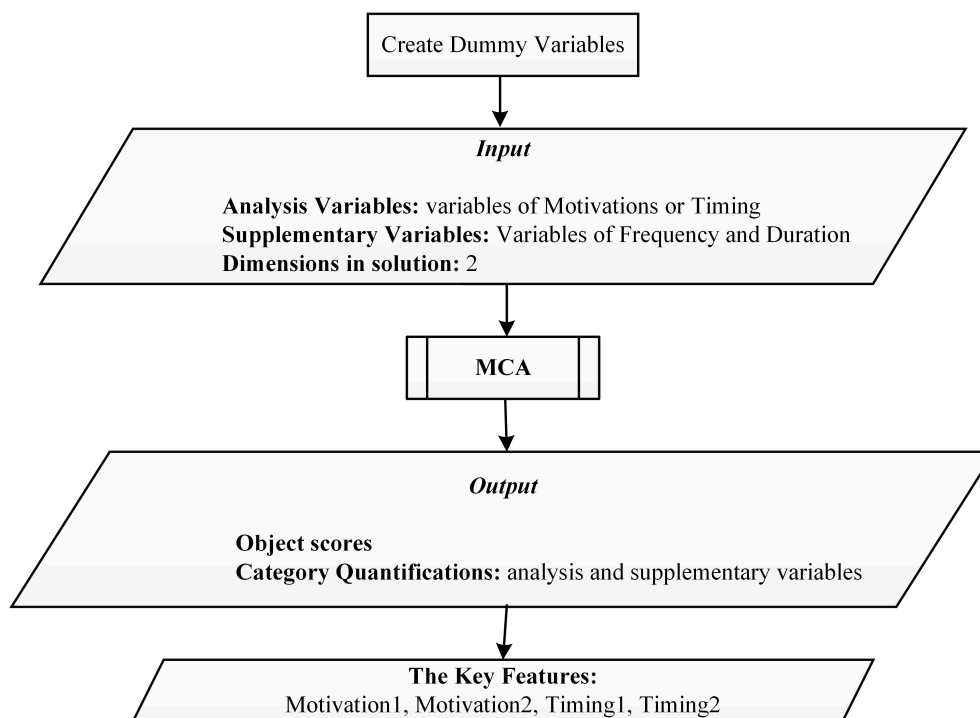 Create Dummy Variables
Input
Analysis Variables: variables of Motivations or Timing
Supplementary Variables: Variables of Frequency and Duration
Dimensions in solution: 2
MCA
Output
Object scores
Category Quantifications: analysis and supplementary variables
The Key Features:
Motivation1, Motivation2, Timing1, Timing2